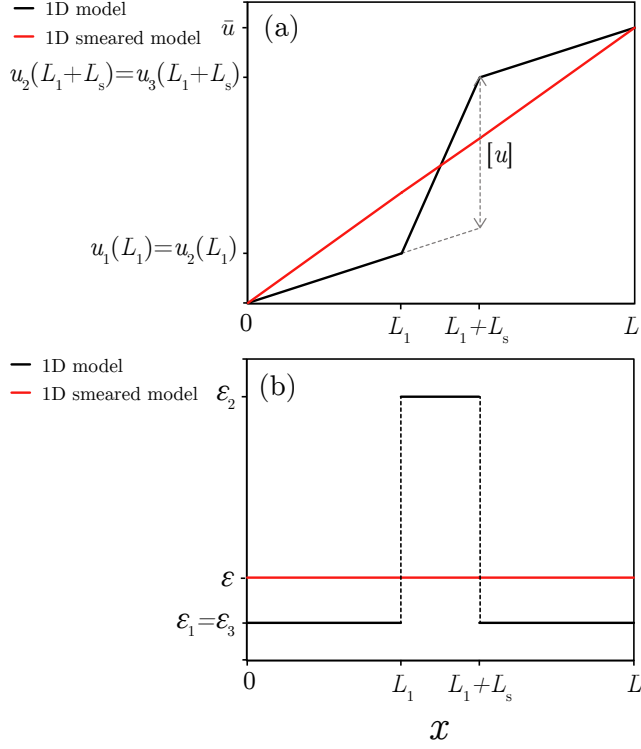 1D model
1D smeared model
(a)
ū
u₂(L₁+Lₛ)=u₃(L₁+Lₛ)
[u]
u₁(L₁)=u₂(L₁)
0
L₁
L₁+Lₛ
L
1D model
1D smeared model
(b)
ε₂
ε
ε₁=ε₃
0
L₁
L₁+Lₛ
L
x